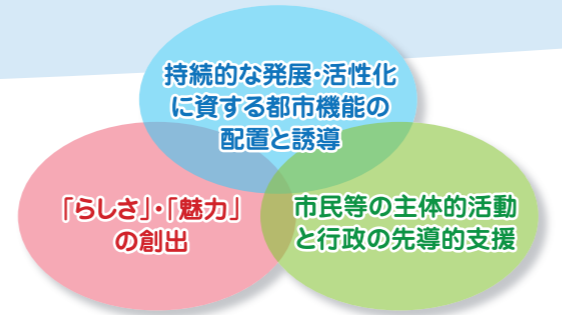 持続的な発展・活性化
に資する都市機能の
配置と誘導
「らしさ」・「魅力」
の創出
市民等の主体的活動
と行政の先導的支援